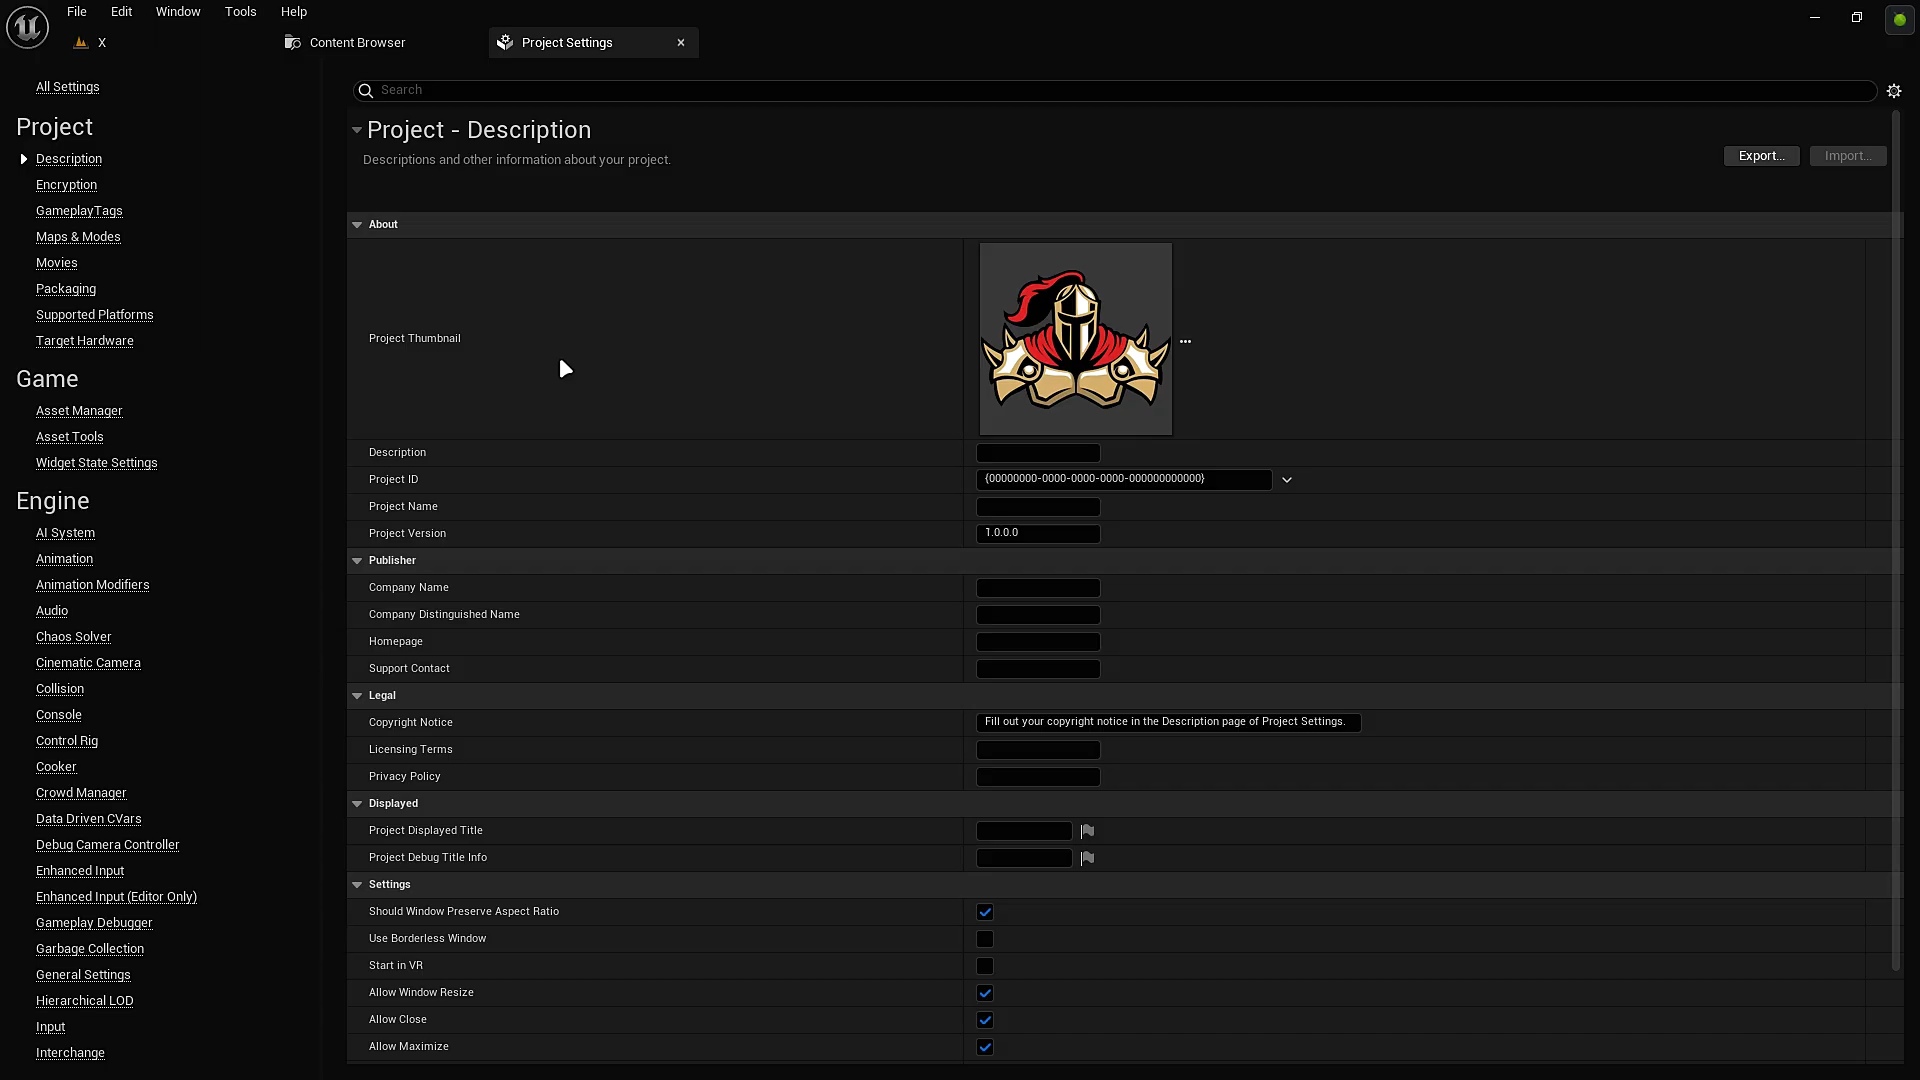 File Edit Window Tools Help
X Content Browser Project Settings
All Settings
Project
Description
Encryption
GameplayTags
Maps & Modes
Movies
Packaging
Supported Platforms
Target Hardware
Game
Asset Manager
Asset Tools
Widget State Settings
Engine
AI System
Animation
Animation Modifiers
Audio
Chaos Solver
Cinematic Camera
Collision
Console
Control Rig
Cooker
Crowd Manager
Data Driven CVars
Debug Camera Controller
Enhanced Input
Enhanced Input (Editor Only)
Gameplay Debugger
Garbage Collection
General Settings
Hierarchical LOD
Input
Interchange
Search
Project - Description
Descriptions and other information about your project.
Export... Import...
About
Project Thumbnail
Description
Project ID {00000000-0000-0000-0000-000000000000}
Project Name
Project Version 1.0.0.0
Publisher
Company Name
Company Distinguished Name
Homepage
Support Contact
Legal
Copyright Notice Fill out your copyright notice in the Description page of Project Settings.
Licensing Terms
Privacy Policy
Displayed
Project Displayed Title
Project Debug Title Info
Settings
Should Window Preserve Aspect Ratio
Use Borderless Window
Start in VR
Allow Window Resize
Allow Close
Allow Maximize